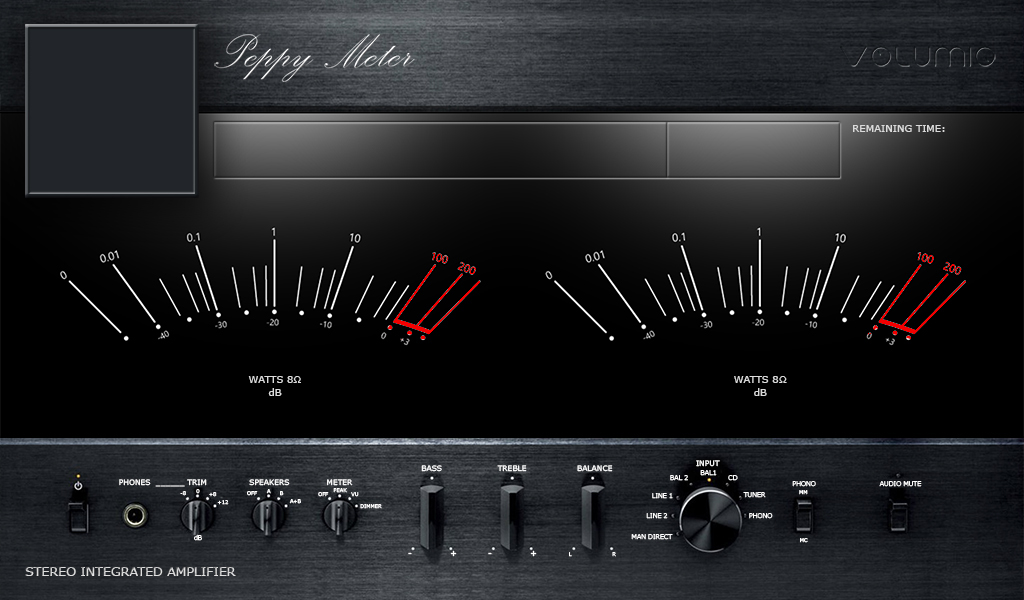 Peppy Meter
VOLUMIO
REMAINING TIME:
0 0.01 0.1 1 10 100 200
-40 -30 -20 -10 0 +3
WATTS 8Ω
dB
0 0.01 0.1 1 10 100 200
-40 -30 -20 -10 0 +3
WATTS 8Ω
dB
PHONES
TRIM
-8 0 +8 +12
dB
SPEAKERS
OFF A B A+B
METER
OFF PEAK VU DIMMER
BASS
- +
TREBLE
- +
BALANCE
L R
INPUT
BAL1
BAL 2 CD
LINE 1 TUNER
LINE 2 PHONO
MAN DIRECT
PHONO
MM
MC
AUDIO MUTE
STEREO INTEGRATED AMPLIFIER